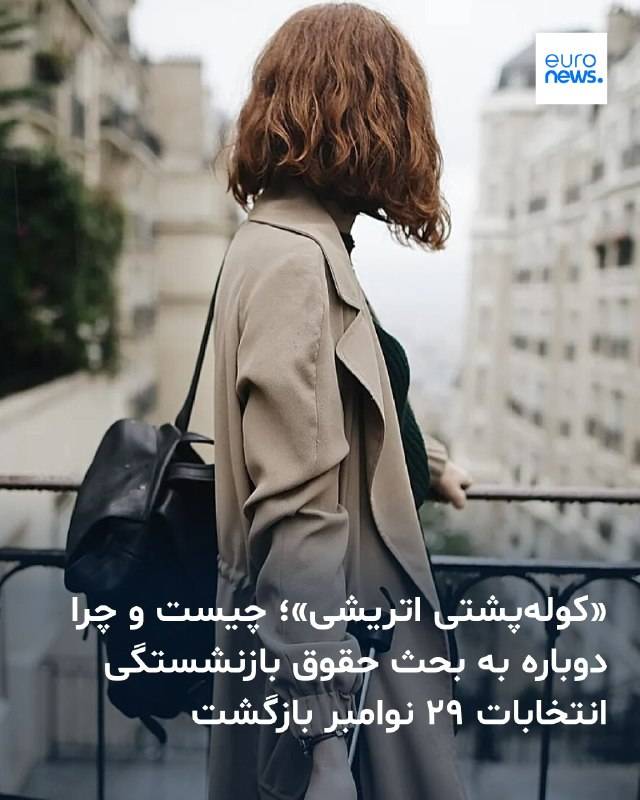 euro
news.
«کوله‌پشتی اتریشی»؛ چیست و چرا
دوباره به بحث حقوق بازنشستگی
انتخابات ۲۹ نوامبر بازگشت